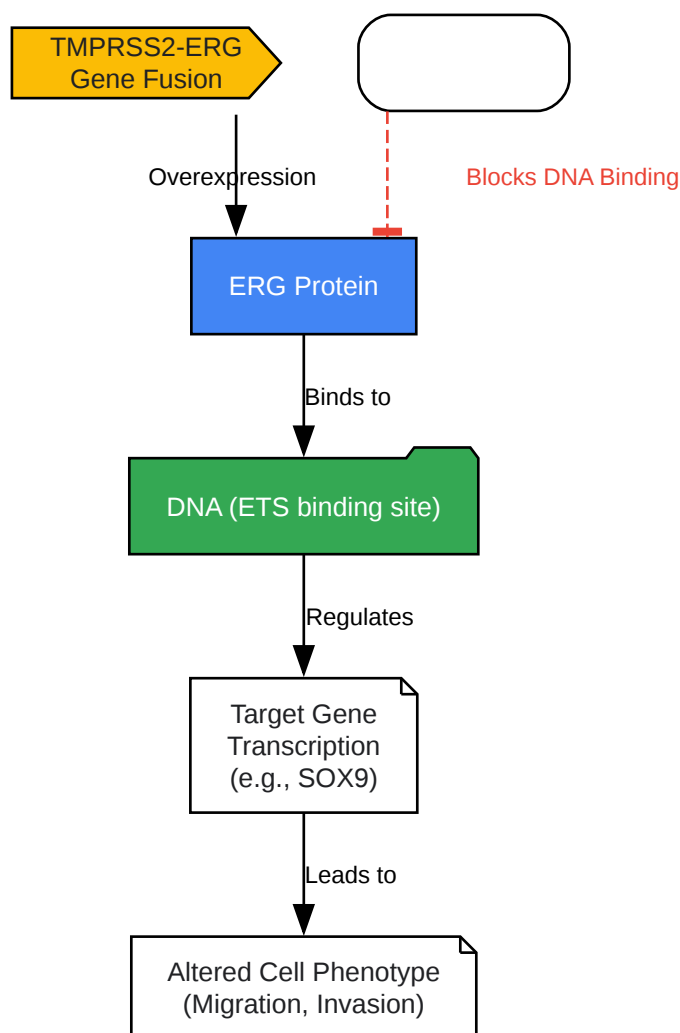 TMPRSS2-ERG
Gene Fusion
Overexpression
Blocks DNA Binding
ERG Protein
Binds to
DNA (ETS binding site)
Regulates
Target Gene
Transcription
(e.g., SOX9)
Leads to
Altered Cell Phenotype
(Migration, Invasion)